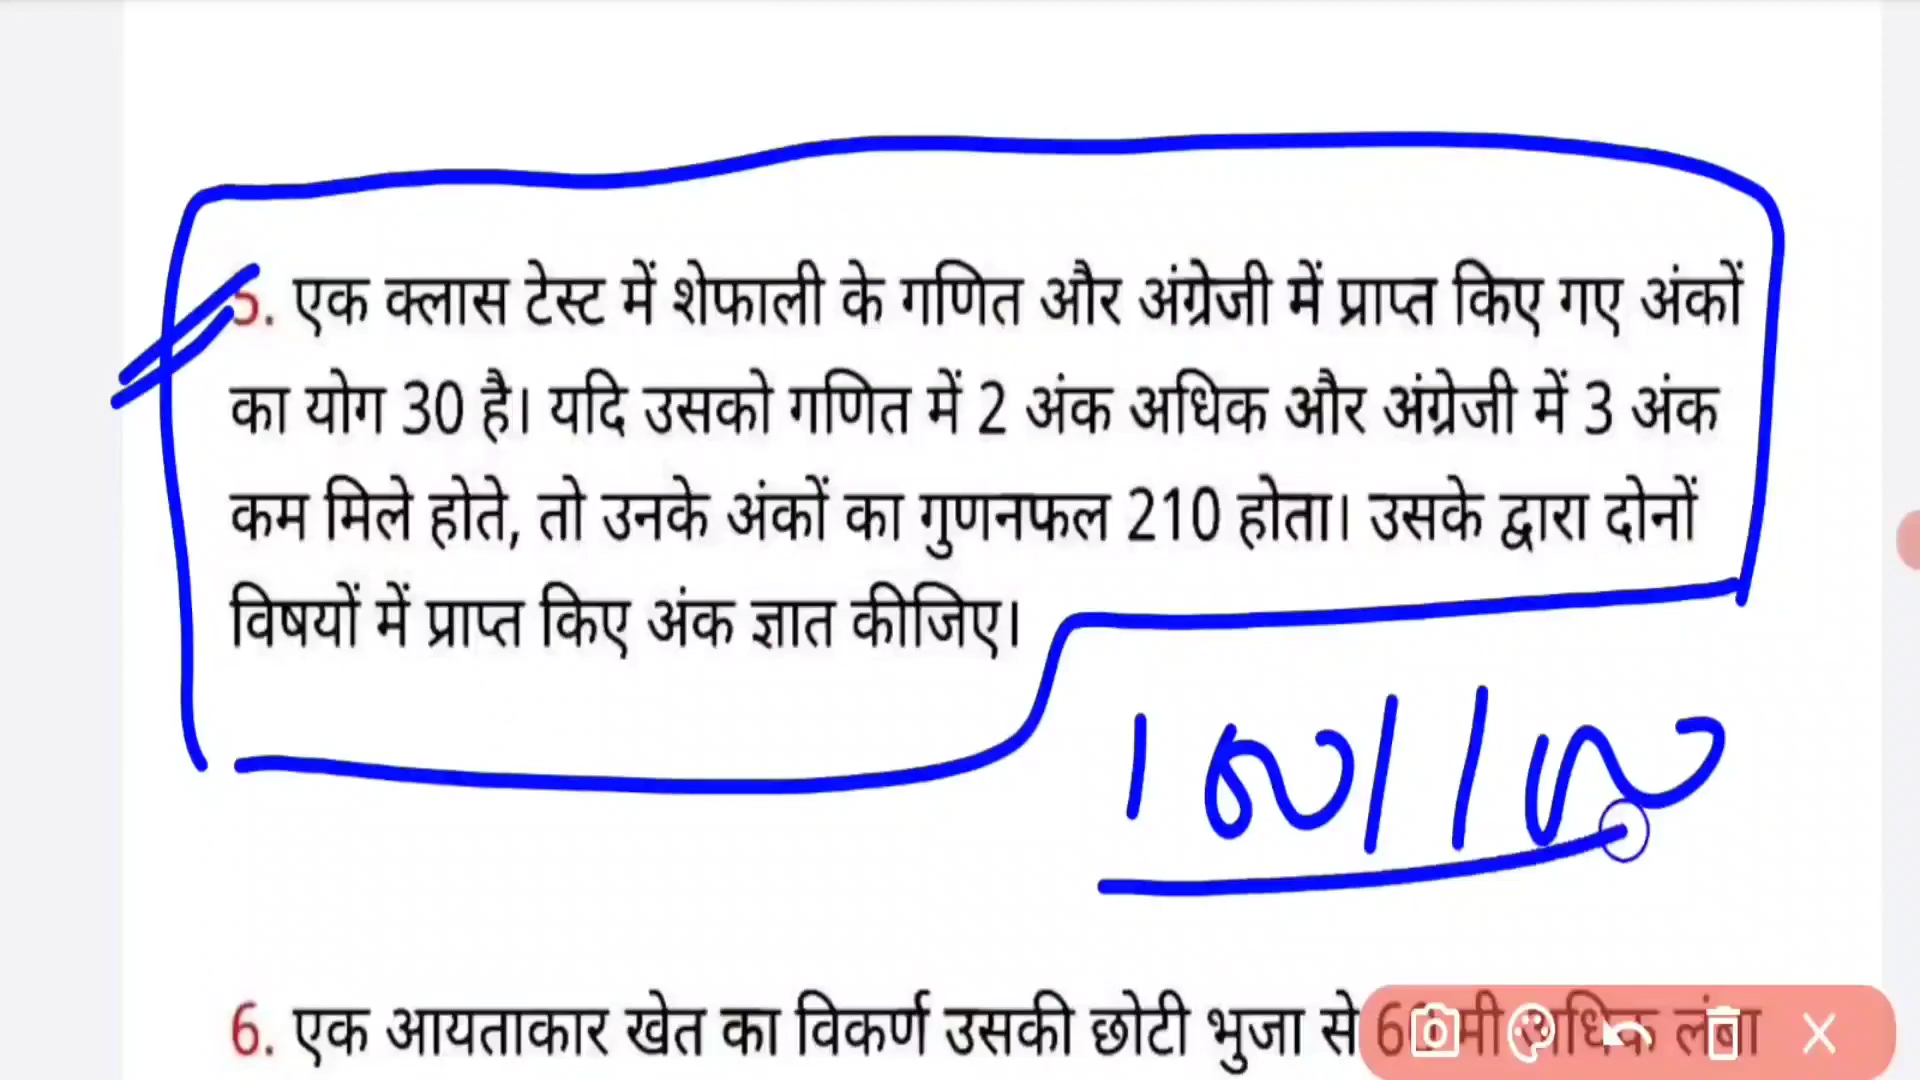 5. एक क्लास टेस्ट में शेफाली के गणित और अंग्रेजी में प्राप्त किए गए अंकों
का योग 30 है। यदि उसको गणित में 2 अंक अधिक और अंग्रेजी में 3 अंक
कम मिले होते, तो उनके अंकों का गुणनफल 210 होता। उसके द्वारा दोनों
विषयों में प्राप्त किए अंक ज्ञात कीजिए।
6. एक आयताकार खेत का विकर्ण उसकी छोटी भुजा से मी अधिक लंबा